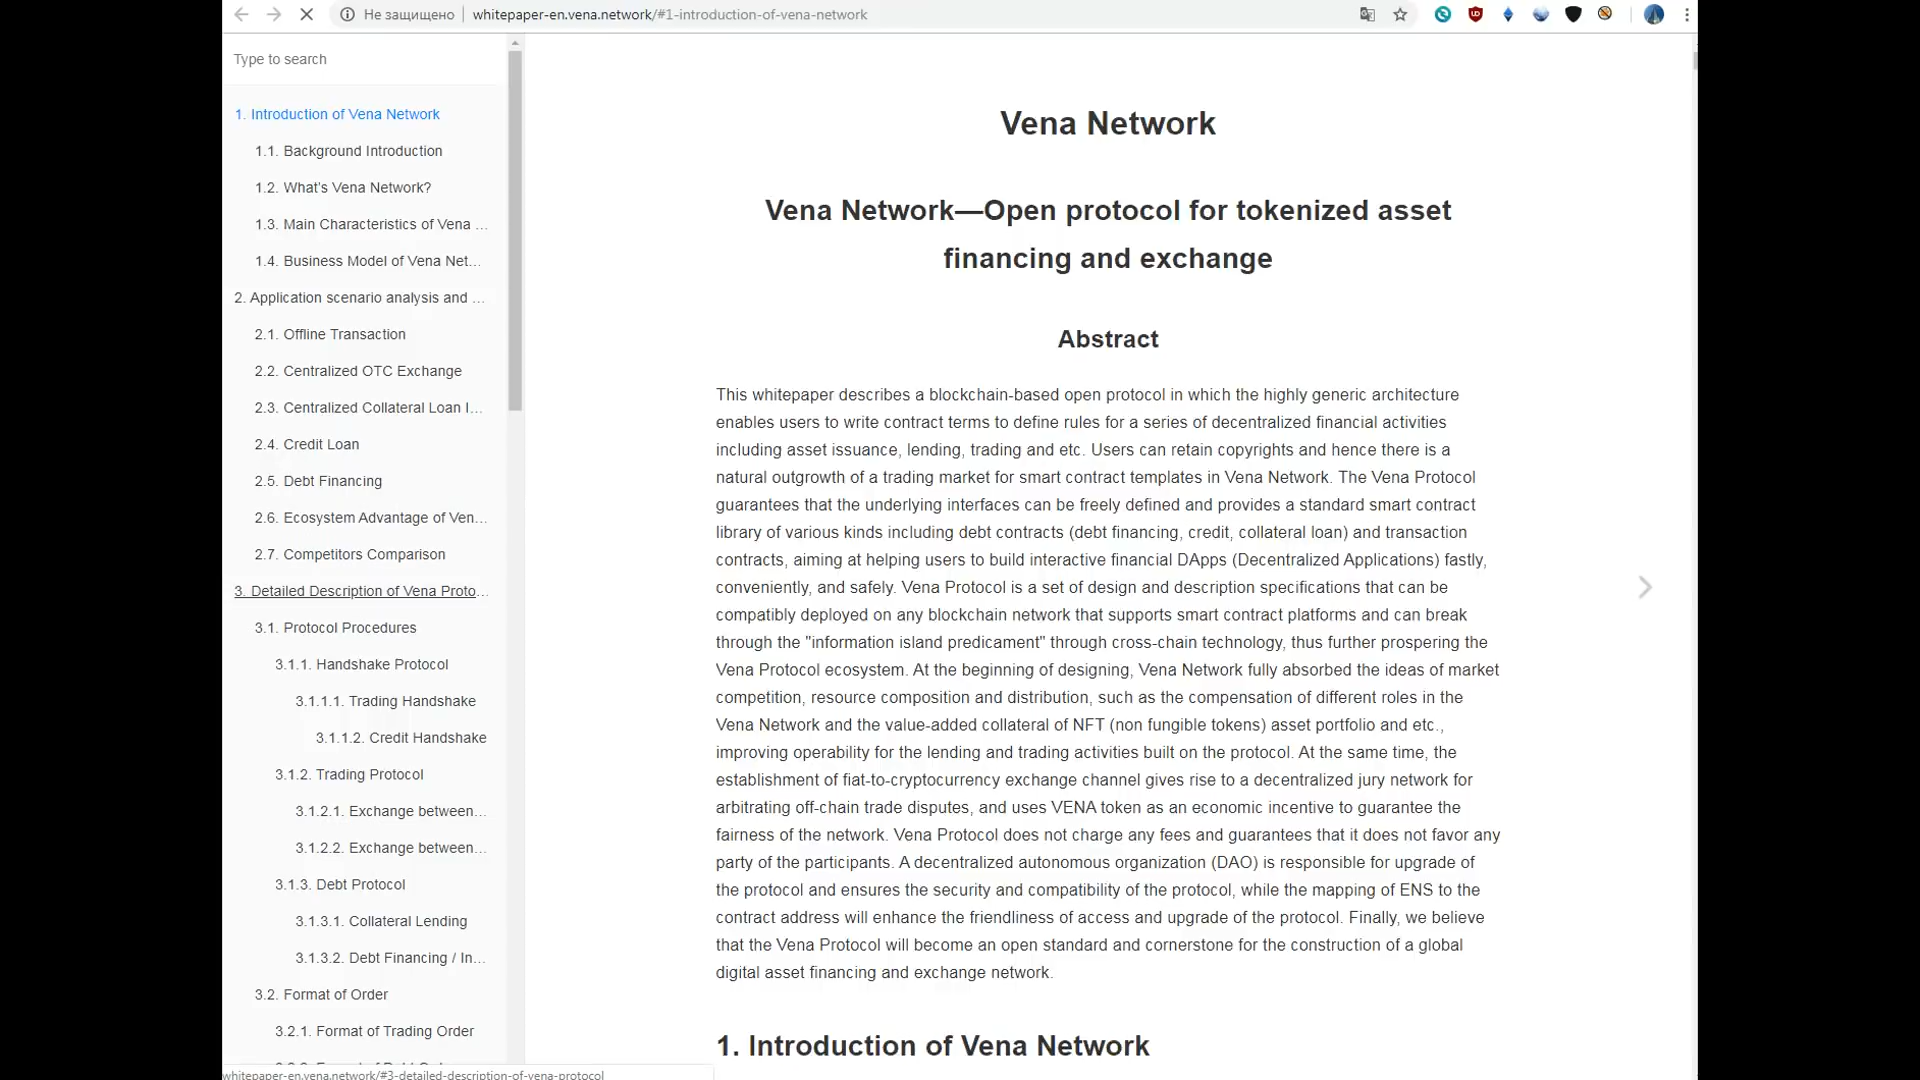 Не защищено
whitepaper-en.vena.network/#1-introduction-of-vena-network
Type to search
1. Introduction of Vena Network
1.1. Background Introduction
1.2. What's Vena Network?
1.3. Main Characteristics of Vena ...
1.4. Business Model of Vena Net...
2. Application scenario analysis and ...
2.1. Offline Transaction
2.2. Centralized OTC Exchange
2.3. Centralized Collateral Loan I...
2.4. Credit Loan
2.5. Debt Financing
2.6. Ecosystem Advantage of Ven...
2.7. Competitors Comparison
3. Detailed Description of Vena Proto...
3.1. Protocol Procedures
3.1.1. Handshake Protocol
3.1.1.1. Trading Handshake
3.1.1.2. Credit Handshake
3.1.2. Trading Protocol
3.1.2.1. Exchange between...
3.1.2.2. Exchange between...
3.1.3. Debt Protocol
3.1.3.1. Collateral Lending
3.1.3.2. Debt Financing / In...
3.2. Format of Order
3.2.1. Format of Trading Order
whitepaper-en.vena.network/#3-detailed-description-of-vena-protocol
Vena Network
Vena Network—Open protocol for tokenized asset
financing and exchange
Abstract
This whitepaper describes a blockchain-based open protocol in which the highly generic architecture
enables users to write contract terms to define rules for a series of decentralized financial activities
including asset issuance, lending, trading and etc. Users can retain copyrights and hence there is a
natural outgrowth of a trading market for smart contract templates in Vena Network. The Vena Protocol
guarantees that the underlying interfaces can be freely defined and provides a standard smart contract
library of various kinds including debt contracts (debt financing, credit, collateral loan) and transaction
contracts, aiming at helping users to build interactive financial DApps (Decentralized Applications) fastly,
conveniently, and safely. Vena Protocol is a set of design and description specifications that can be
compatibly deployed on any blockchain network that supports smart contract platforms and can break
through the "information island predicament" through cross-chain technology, thus further prospering the
Vena Protocol ecosystem. At the beginning of designing, Vena Network fully absorbed the ideas of market
competition, resource composition and distribution, such as the compensation of different roles in the
Vena Network and the value-added collateral of NFT (non fungible tokens) asset portfolio and etc.,
improving operability for the lending and trading activities built on the protocol. At the same time, the
establishment of fiat-to-cryptocurrency exchange channel gives rise to a decentralized jury network for
arbitrating off-chain trade disputes, and uses VENA token as an economic incentive to guarantee the
fairness of the network. Vena Protocol does not charge any fees and guarantees that it does not favor any
party of the participants. A decentralized autonomous organization (DAO) is responsible for upgrade of
the protocol and ensures the security and compatibility of the protocol, while the mapping of ENS to the
contract address will enhance the friendliness of access and upgrade of the protocol. Finally, we believe
that the Vena Protocol will become an open standard and cornerstone for the construction of a global
digital asset financing and exchange network.
1. Introduction of Vena Network